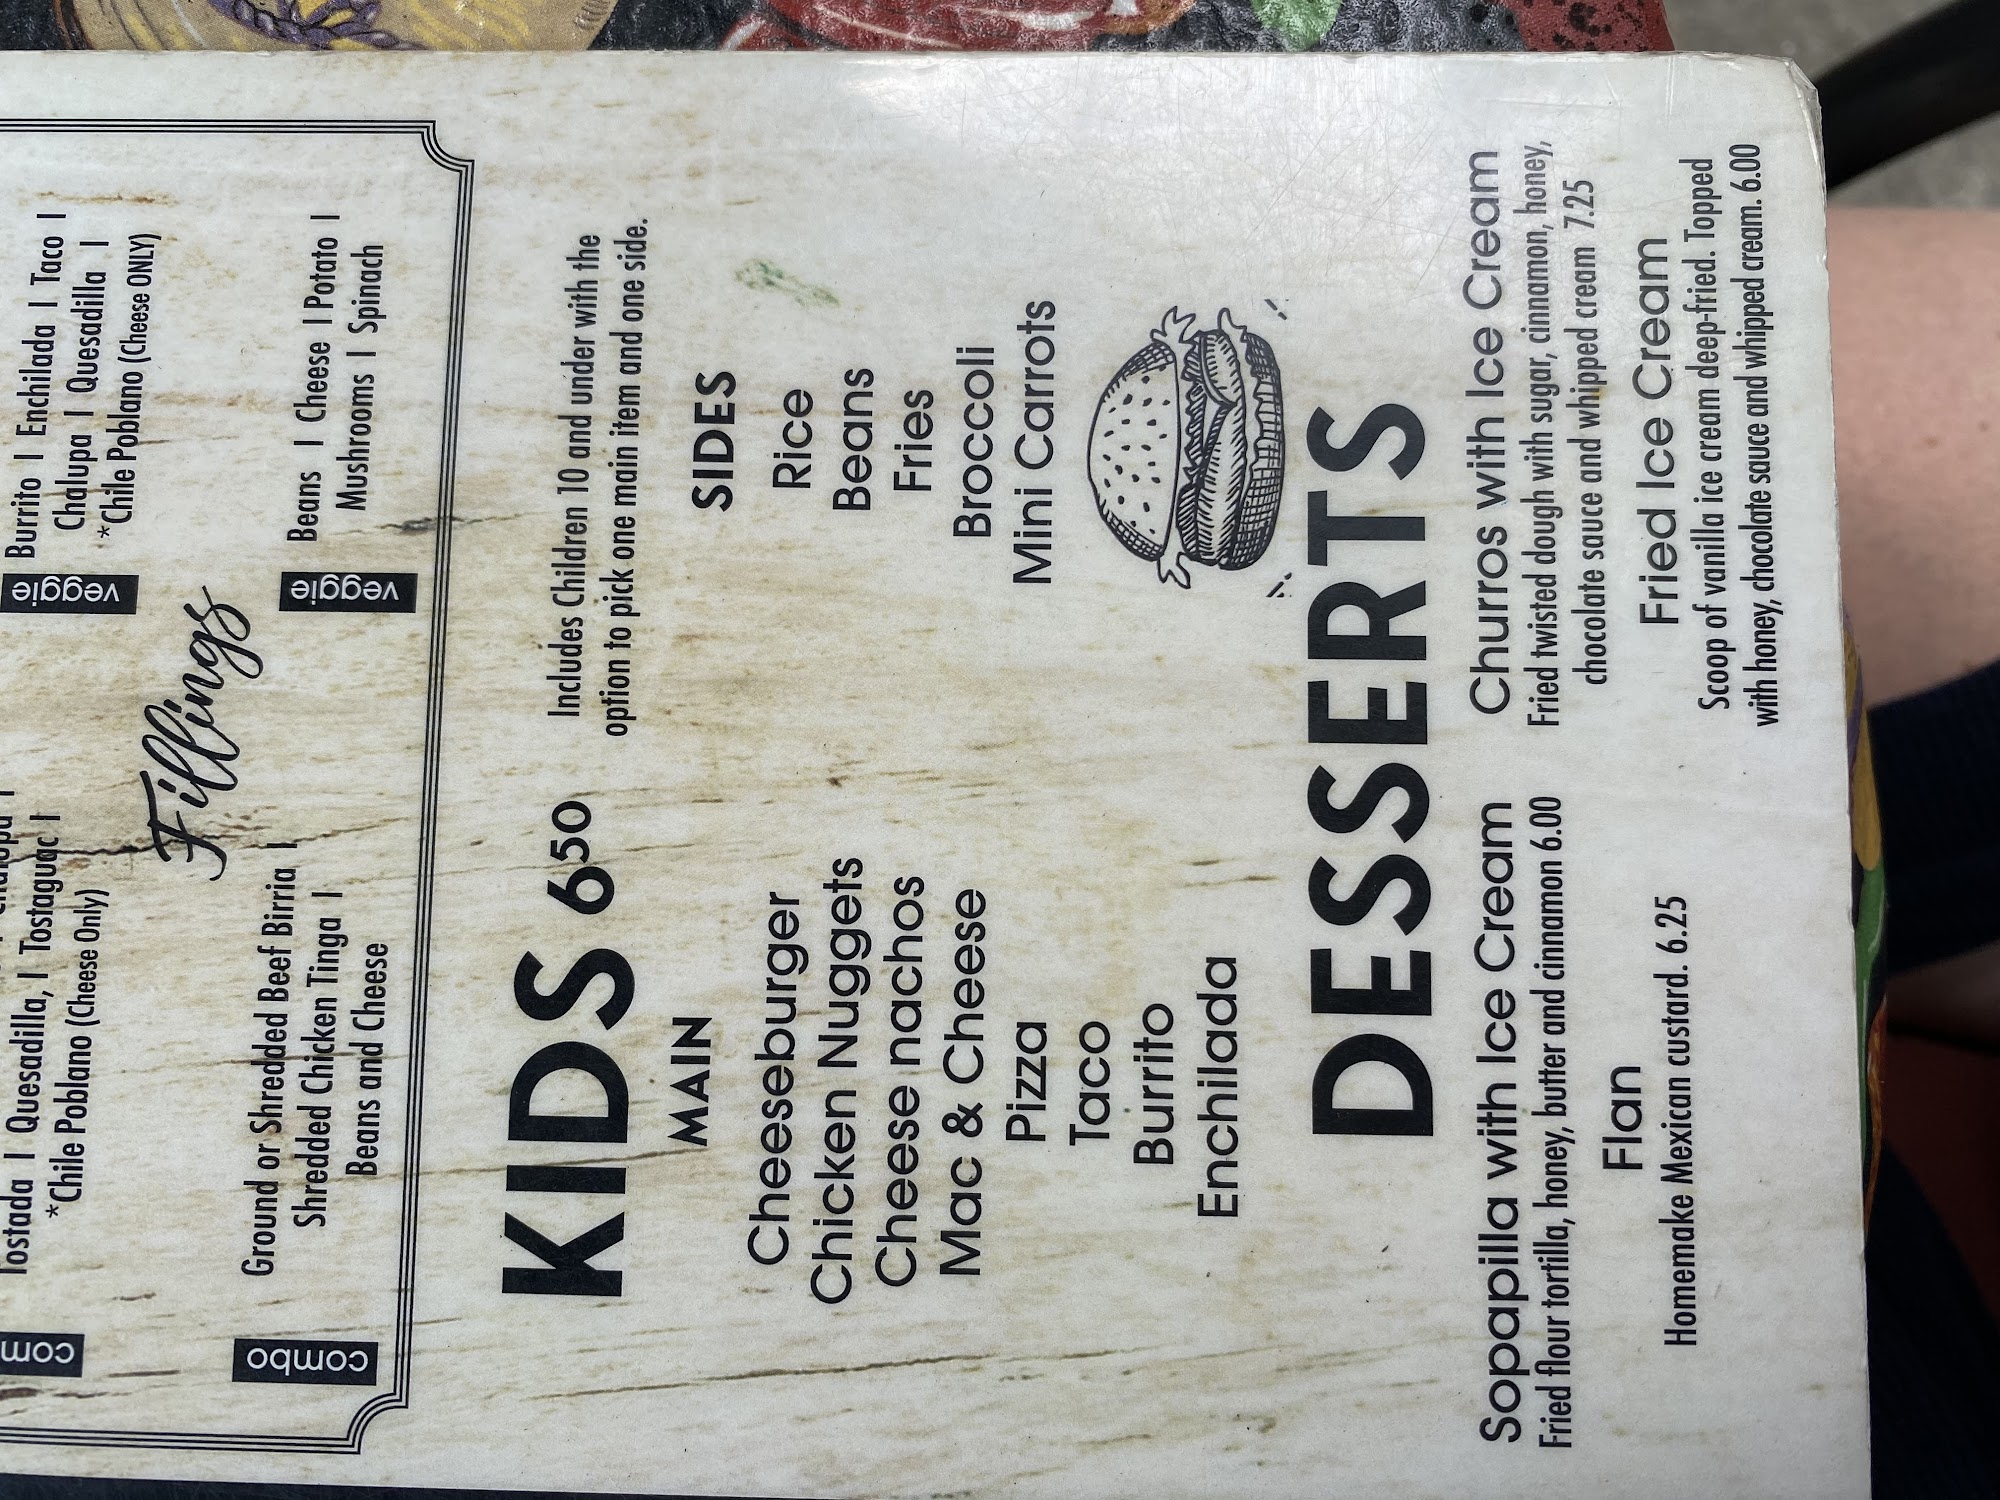 Tostada | Quesadilla, | Tostaguac |
*Chile Poblano (Cheese Only)
veggie
Burrito | Enchilada | Taco |
Chalupa | Quesadilla |
*Chile Poblano (Cheese ONLY)
Fillings
combo
Ground or Shredded Beef Birria |
Shredded Chicken Tinga |
Beans and Cheese
veggie
Beans | Cheese | Potato |
Mushrooms | Spinach
KIDS 650
Includes Children 10 and under with the
option to pick one main item and one side.
MAIN
Cheeseburger
Chicken Nuggets
Cheese nachos
Mac & Cheese
Pizza
Taco
Burrito
Enchilada
SIDES
Rice
Beans
Fries
Broccoli
Mini Carrots
DESSERTS
Sopapilla with Ice Cream
Fried flour tortilla, honey, butter and cinnamon 6.00
Flan
Homemake Mexican custard. 6.25
Churros with Ice Cream
Fried twisted dough with sugar, cinnamon, honey,
chocolate sauce and whipped cream 7.25
Fried Ice Cream
Scoop of vanilla ice cream deep-fried. Topped
with honey, chocolate sauce and whipped cream. 6.00